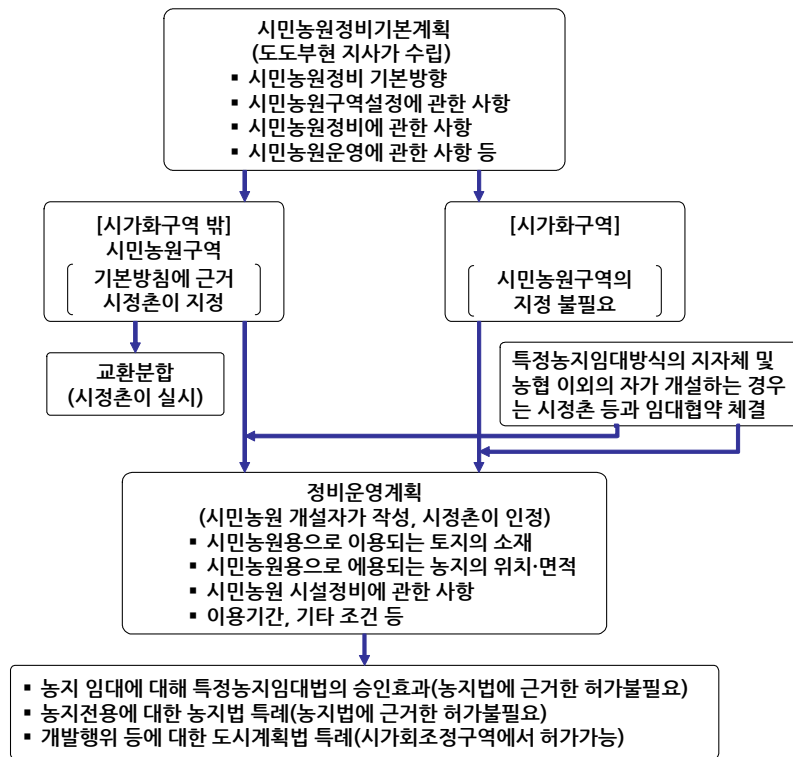 시민농원정비기본계획
(도도부현 지사가 수립)
▪ 시민농원정비 기본방향
▪ 시민농원구역설정에 관한 사항
▪ 시민농원정비에 관한 사항
▪ 시민농원운영에 관한 사항 등
[시가화구역 밖]
시민농원구역
기본방침에 근거
시정촌이 지정
[시가화구역]
시민농원구역의
지정 불필요
교환분합
(시정촌이 실시)
특정농지임대방식의 지자체 및
농협 이외의 자가 개설하는 경우
는 시정촌 등과 임대협약 체결
정비운영계획
(시민농원 개설자가 작성, 시정촌이 인정)
▪ 시민농원용으로 이용되는 토지의 소재
▪ 시민농원용으로 에용되는 농지의 위치·면적
▪ 시민농원 시설정비에 관한 사항
▪ 이용기간, 기타 조건 등
▪ 농지 임대에 대해 특정농지임대법의 승인효과(농지법에 근거한 허가불필요)
▪ 농지전용에 대한 농지법 특례(농지법에 근거한 허가불필요)
▪ 개발행위 등에 대한 도시계획법 특례(시가회조정구역에서 허가가능)